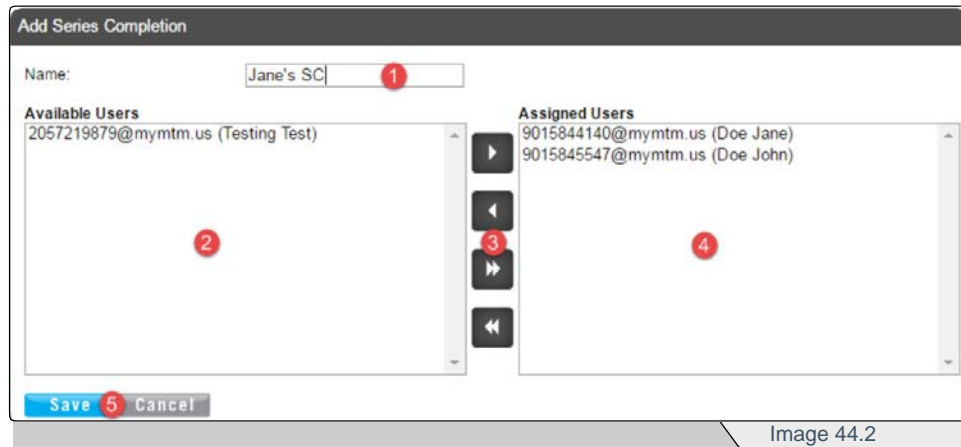 Add Series Completion
Name: Jane's SC 1
Available Users
2057219879@mymtm.us (Testing Test)
2
3
Assigned Users
9015844140@mymtm.us (Doe Jane)
9015845547@mymtm.us (Doe John)
4
Save 5 Cancel
Image 44.2